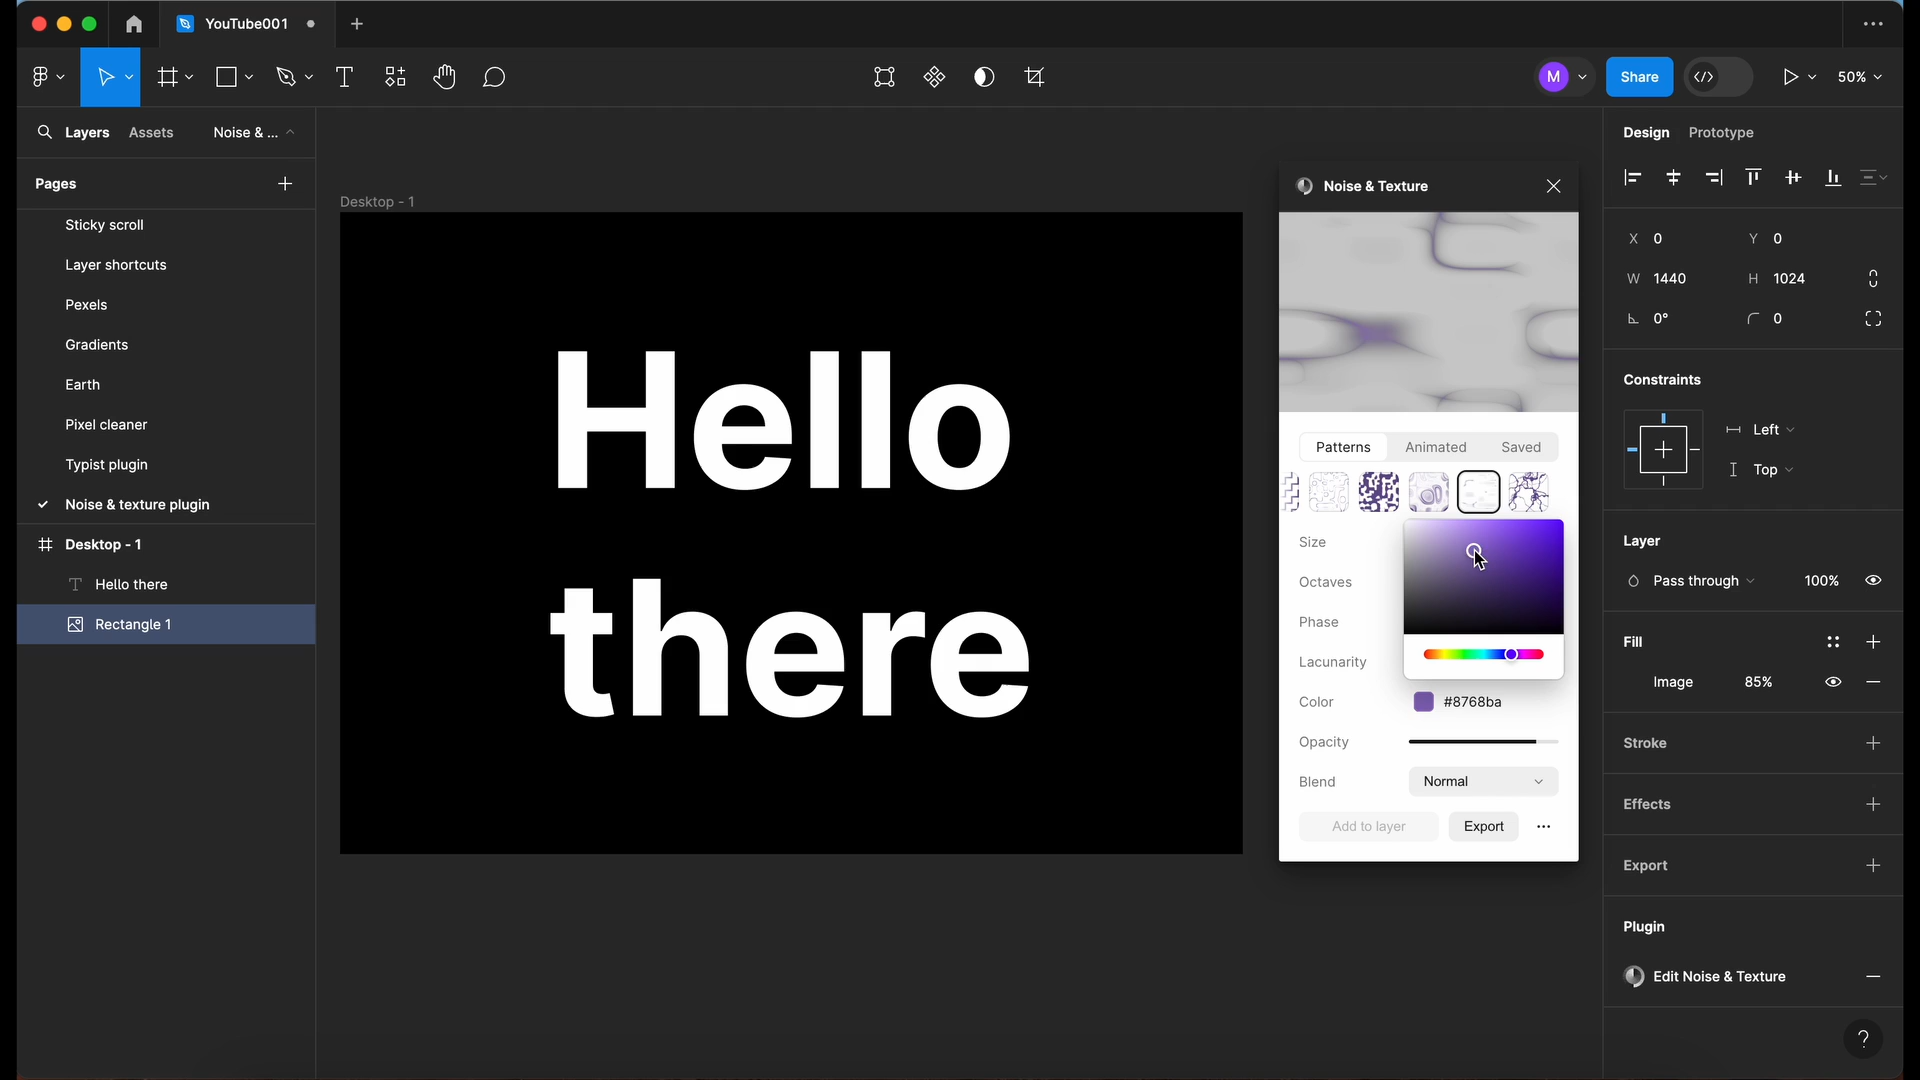 YouTube001
M
Share
50%
Layers
Assets
Noise & ...
Pages
Sticky scroll
Layer shortcuts
Pexels
Gradients
Earth
Pixel cleaner
Typist plugin
Noise & texture plugin
Desktop - 1
Hello there
Rectangle 1
Desktop - 1
Hello
there
Noise & Texture
Patterns
Animated
Saved
Size
Octaves
Phase
Lacunarity
Color
#8768ba
Opacity
Blend
Normal
Add to layer
Export
Design
Prototype
X 0
Y 0
W 1440
H 1024
0°
0
Constraints
Left
Top
Layer
Pass through
100%
Fill
Image
85%
Stroke
Effects
Export
Plugin
Edit Noise & Texture
?